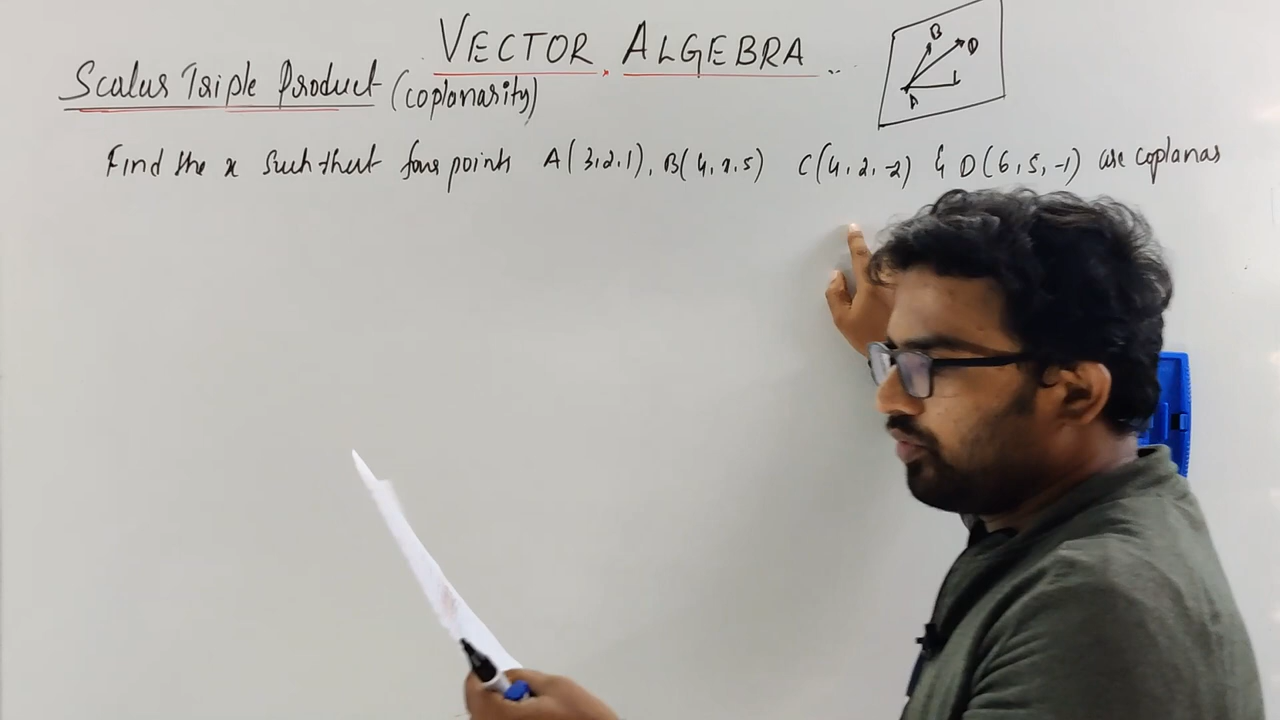 VECTOR ALGEBRA
Scalar Triple Product (coplanarity)
B
D
A
Find the x such that four points A(3,2,1), B(4,x,5) C(4,2,-2) & D(6,5,-1) are coplanar